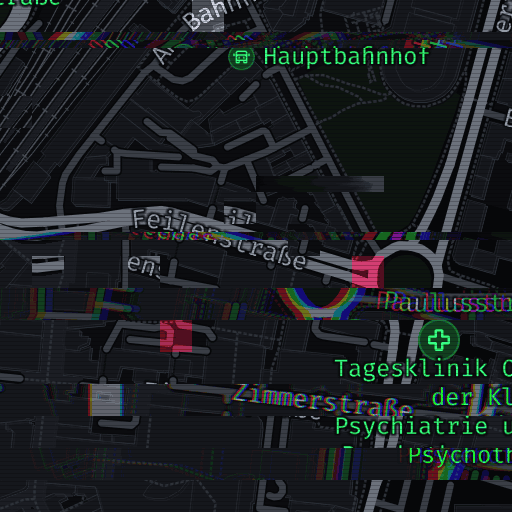 Hauptbahnhof
Feilenstraße
Paulusstr
Tagesklinik
der Kl
Psychiatrie u
Psychoth
Zimmerstraße